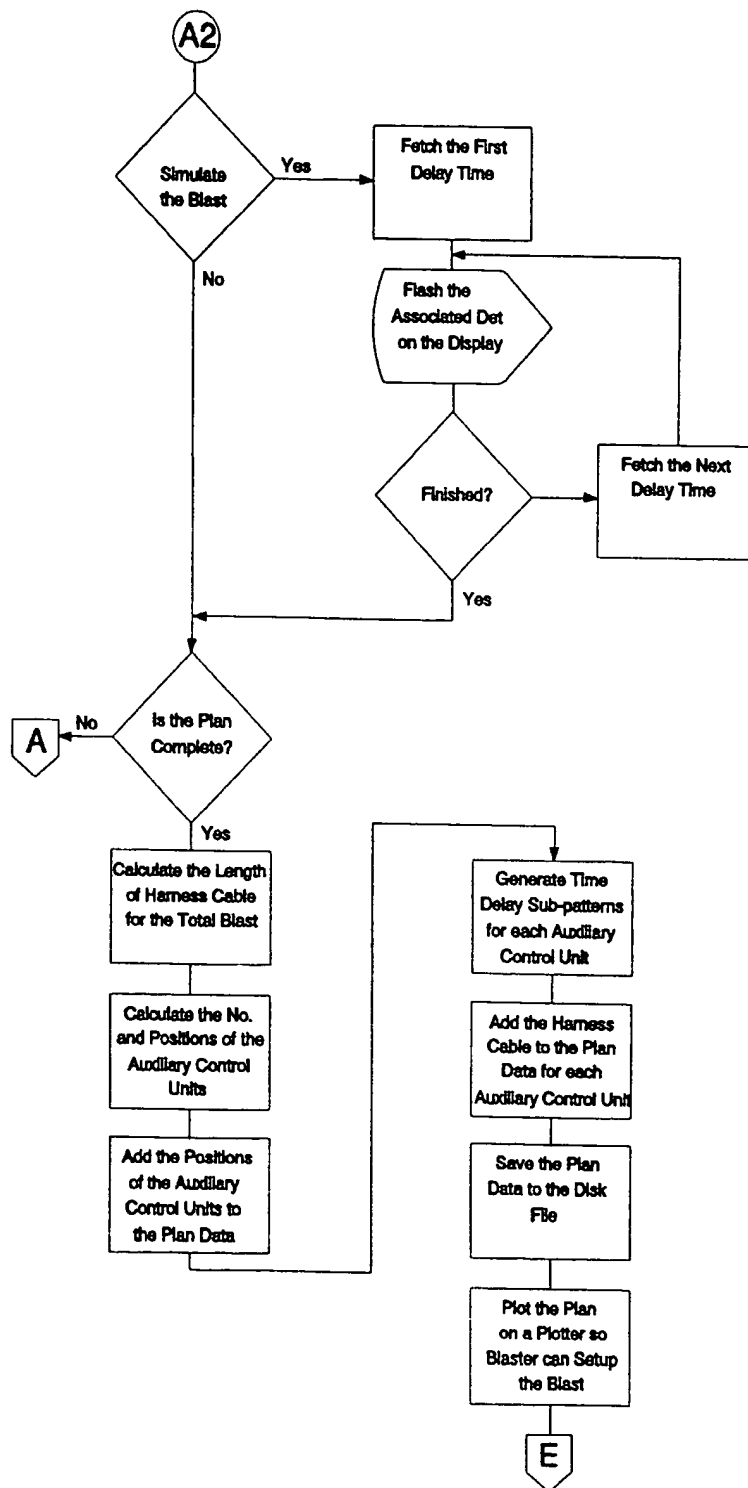 A2
Simulate
the Blast
Yes
No
Fetch the First
Delay Time
Flash the
Associated Det
on the Display
Finished?
Fetch the Next
Delay Time
Yes
Is the Plan
Complete?
No
A
Yes
Calculate the Length
of Harness Cable
for the Total Blast
Calculate the No.
and Positions of the
Auxiliary Control
Units
Add the Positions
of the Auxiliary
Control Units to
the Plan Data
Generate Time
Delay Sub-patterns
for each Auxiliary
Control Unit
Add the Harness
Cable to the Plan
Data for each
Auxiliary Control Unit
Save the Plan
Data to the Disk
File
Plot the Plan
on a Plotter so
Blaster can Setup
the Blast
E